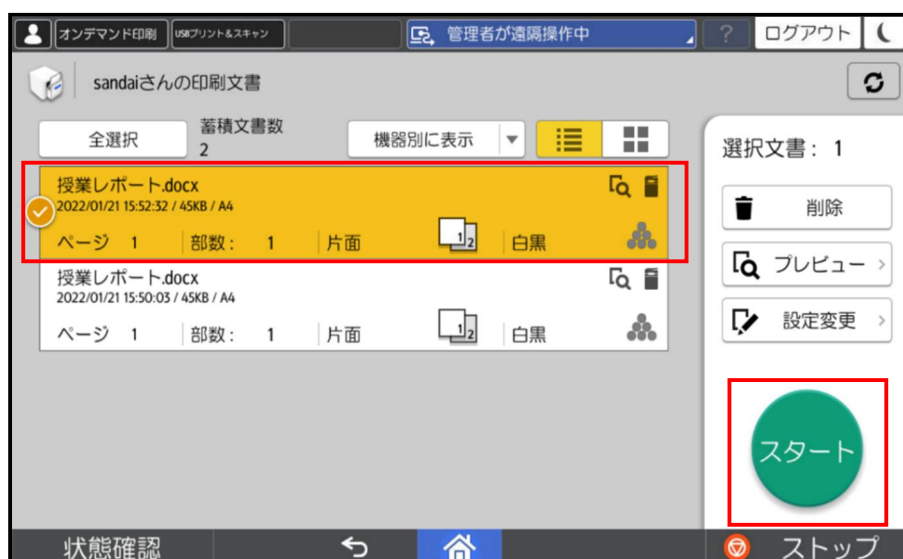 オンデマンド印刷 USBプリント&スキャン 管理者が遠隔操作中 ? ログアウト
sandaiさんの印刷文書
全選択 蓄積文書数 機器別に表示
2
選択文書: 1
授業レポート.docx
2022/01/21 15:52:32 / 45KB / A4
ページ 1 部数: 1 片面 1 2 白黒
授業レポート.docx
2022/01/21 15:50:03 / 45KB / A4
ページ 1 部数: 1 片面 1 2 白黒
削除
プレビュー
設定変更
スタート
状態確認 ストップ